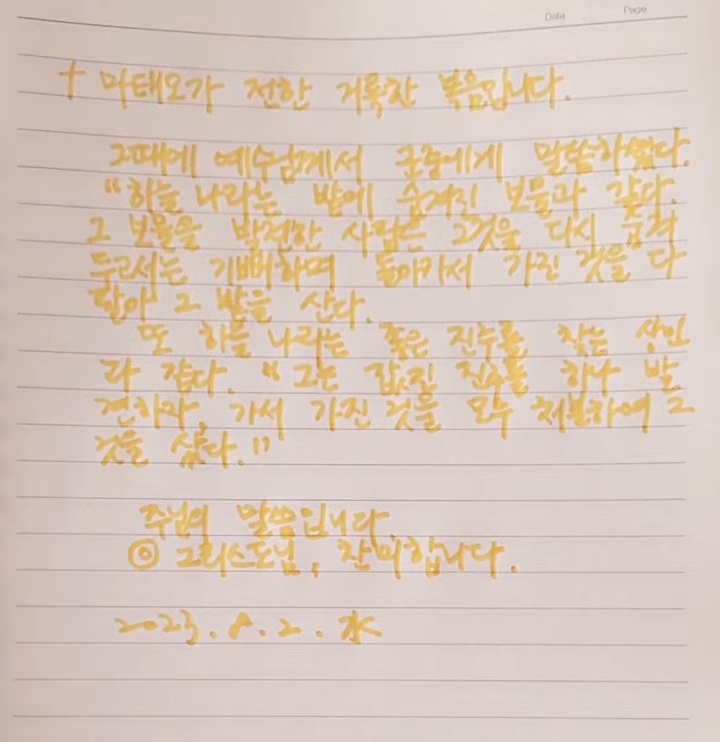 Date Page
+ 마태오가 전한 거룩한 복음입니다.
그때에 예수님께서 군중에게 말씀하셨다.
“하늘 나라는 밭에 숨겨진 보물과 같다.
그 보물을 발견한 사람은 그것을 다시 숨겨
두고서는 기뻐하며 돌아가서 가진 것을 다
팔아 그 밭을 산다.
또 하늘 나라는 좋은 진주를 찾는 상인
과 같다. “그는 값진 진주를 하나 발
견하자, 가서 가진 것을 모두 처분하여 그
것을 샀다."
주님의 말씀입니다.
◎ 그리스도님, 찬미합니다.
2023. 8. 2. 水